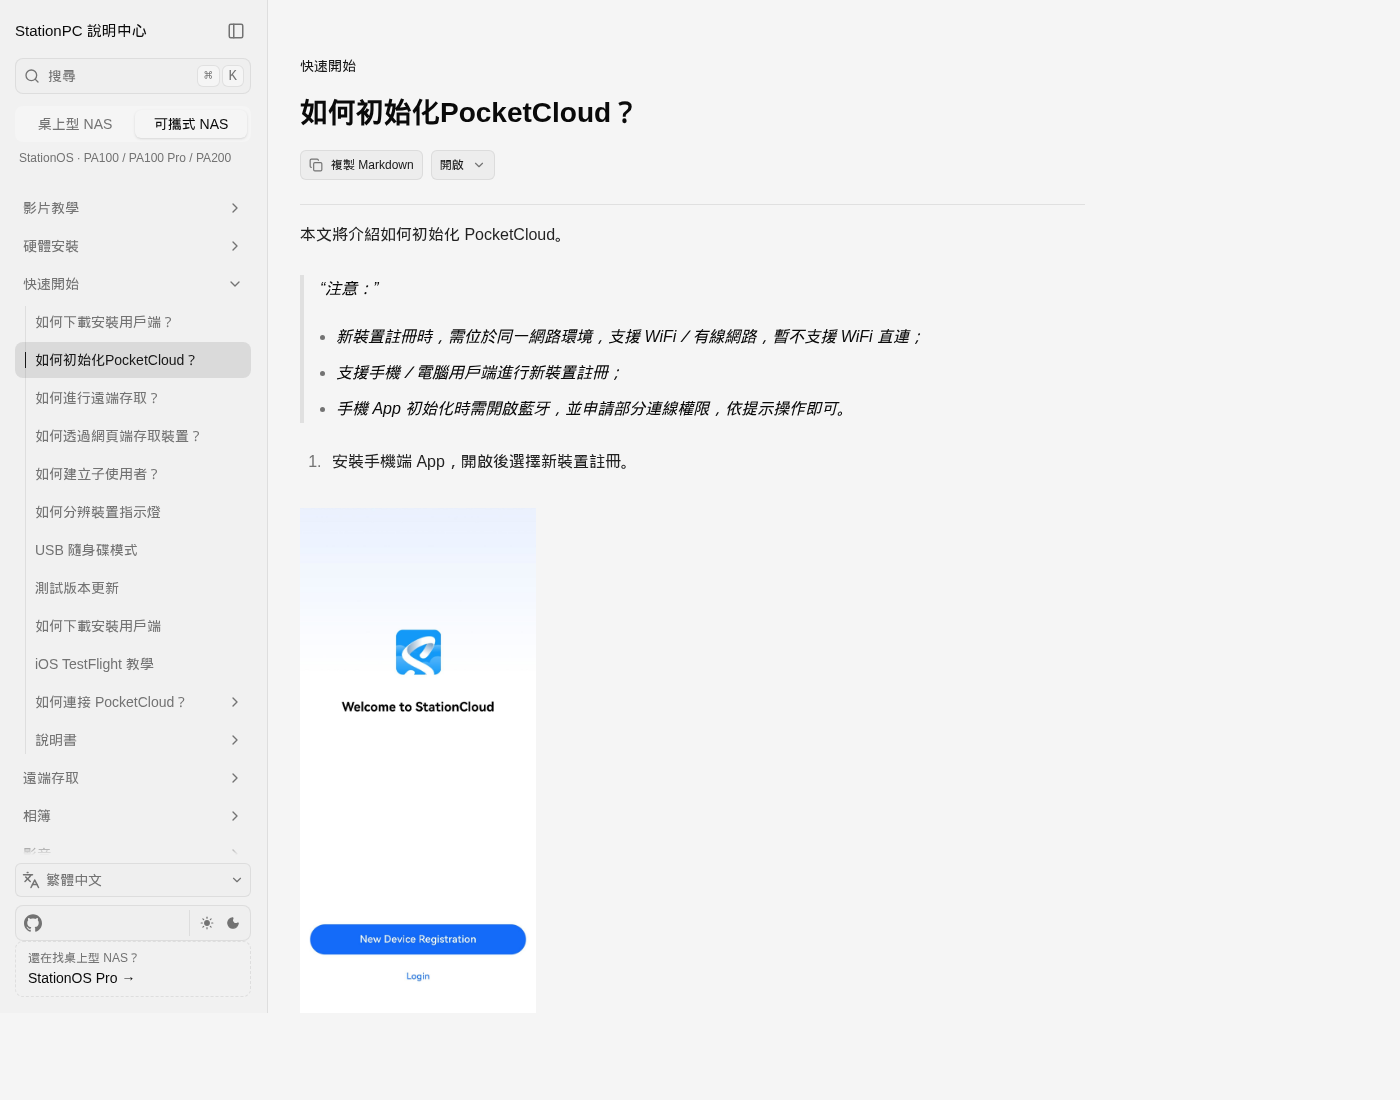 StationPC 說明中心
搜尋
⌘ K
桌上型 NAS
可攜式 NAS
StationOS · PA100 / PA100 Pro / PA200
影片教學
硬體安裝
快速開始
如何下載安裝用戶端？
如何初始化PocketCloud？
如何進行遠端存取？
如何透過網頁端存取裝置？
如何建立子使用者？
如何分辨裝置指示燈
USB 隨身碟模式
測試版本更新
如何下載安裝用戶端
iOS TestFlight 教學
如何連接 PocketCloud？
說明書
遠端存取
相簿
繁體中文
還在找桌上型 NAS？
StationOS Pro →
快速開始
如何初始化PocketCloud？
複製 Markdown
開啟
本文將介紹如何初始化 PocketCloud。
“注意：”
新裝置註冊時，需位於同一網路環境，支援 WiFi／有線網路，暫不支援 WiFi 直連；
支援手機／電腦用戶端進行新裝置註冊；
手機 App 初始化時需開啟藍牙，並申請部分連線權限，依提示操作即可。
1. 安裝手機端 App，開啟後選擇新裝置註冊。
Welcome to StationCloud
New Device Registration
Login